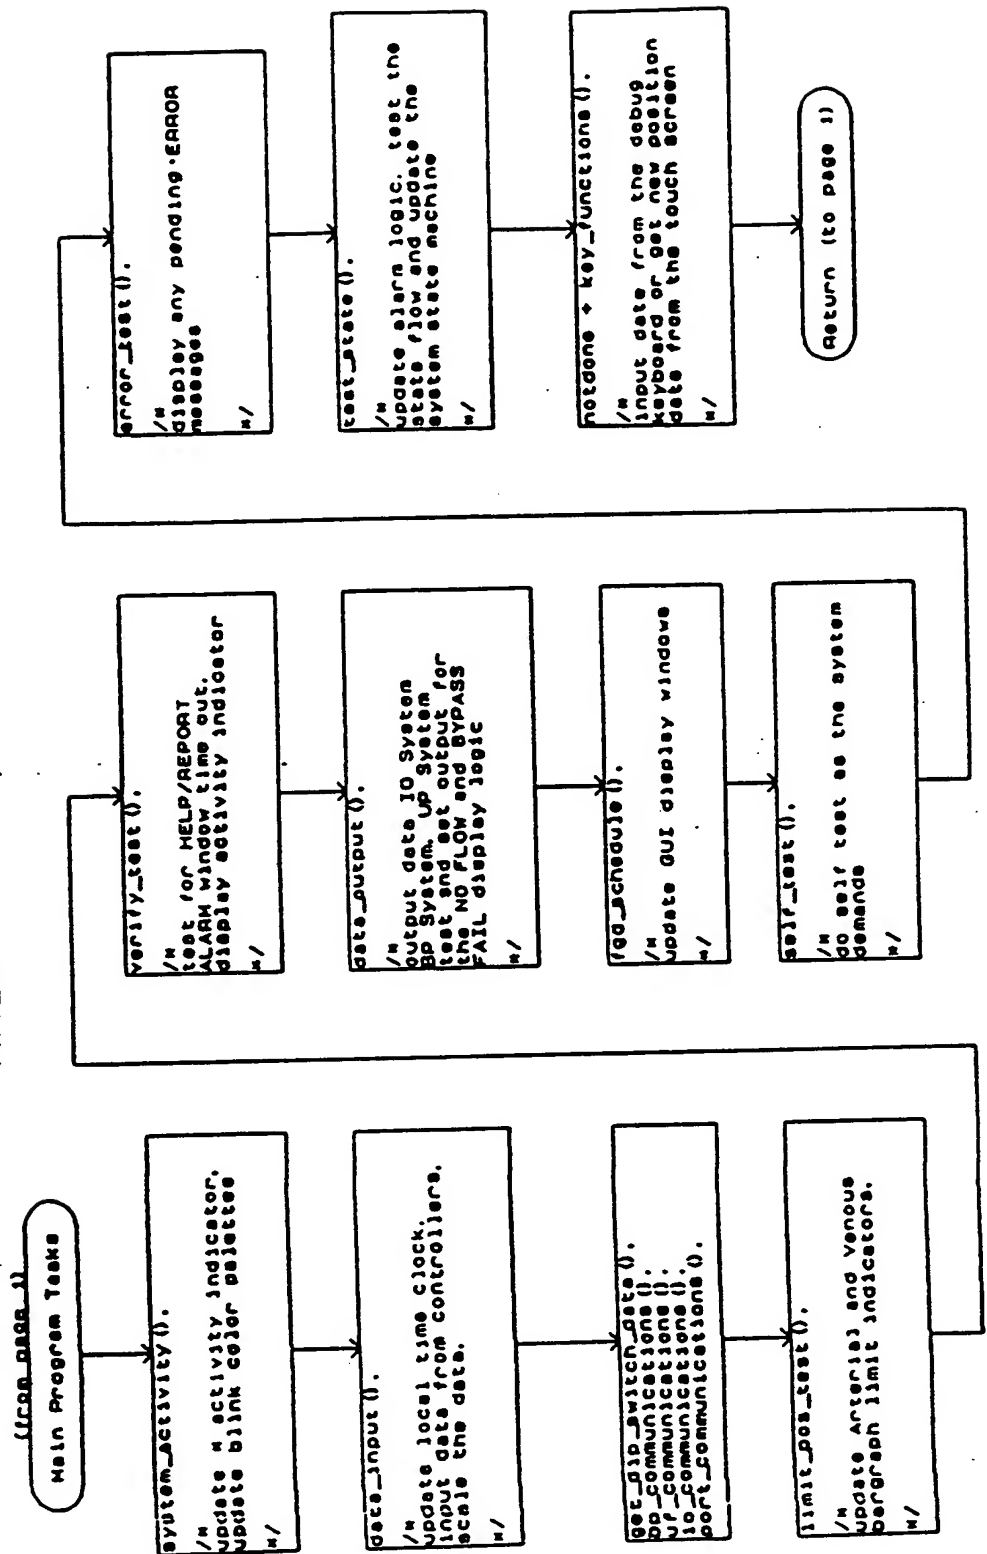 (from page 1)
Main Program Tasks
system_activity().
/*
update * activity indicator.
update blink color palettes
*/
data_input().
/*
update local time clock.
input data from controllers.
scale the data.
*/
get_dip_switch_data().
bp_communications().
uf_communications().
io_communications().
port_communications().
limit_pos_test().
/*
update Arterial and Venous
bargraph limit indicators.
*/
verify_test().
/*
test for HELP/REPORT
ALARM window time out.
display activity indicator
*/
data_output().
/*
output data IO System
BP System. UP System
test and set output for
the NO FLOW and BYPASS
FAIL display logic
*/
fgd_schedule().
/*
update GUI display windows
*/
self_test().
/*
do self test as the system
demands
*/
error_test().
/*
display any pending ERROR
messages
*/
test_state().
/*
update alarm logic. test the
state flow and update the
system state machine
*/
notdone + key_functions().
/*
input data from the debug
keyboard or get new position
data from the touch screen
*/
Return (to page 1)